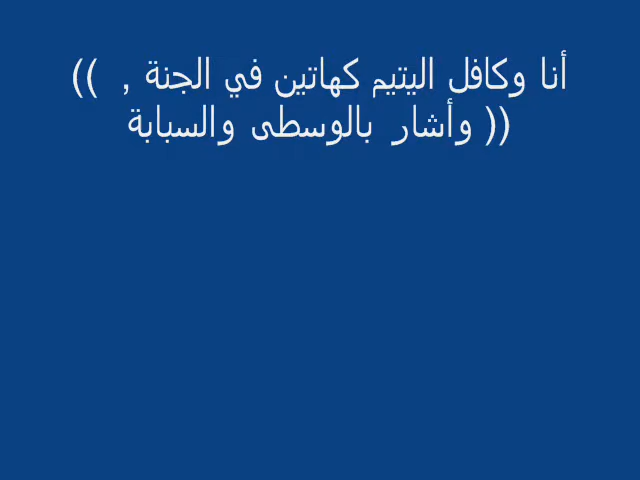 أنا وكافل اليتيم كهاتين في الجنة , ((
(( وأشار بالوسطى والسبابة